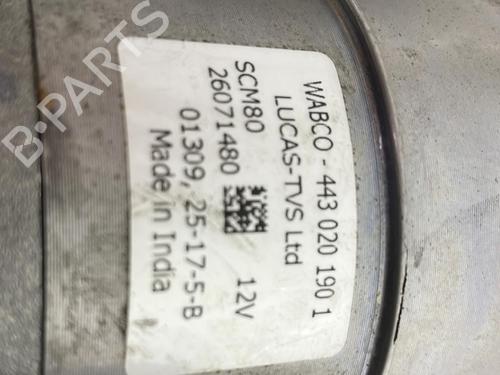 WABCO - 443 020 190 1
LUCAS-TVS Ltd
SCM80 12V
26071480
01309, 25-17-5-B
Made in India
B-PARTS